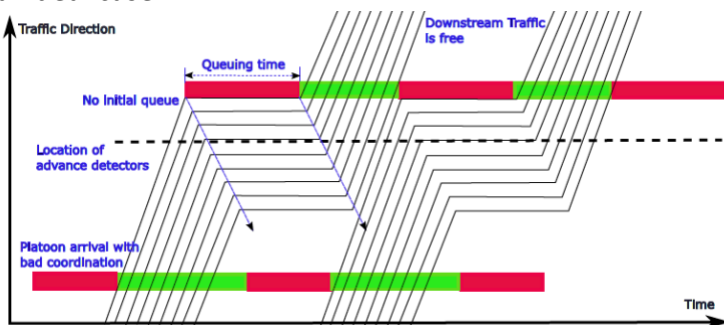 Traffic Direction
Downstream Traffic
is free
Queuing time
No initial queue
Location of
advance detectors
Platoon arrival with
bad coordination
Time